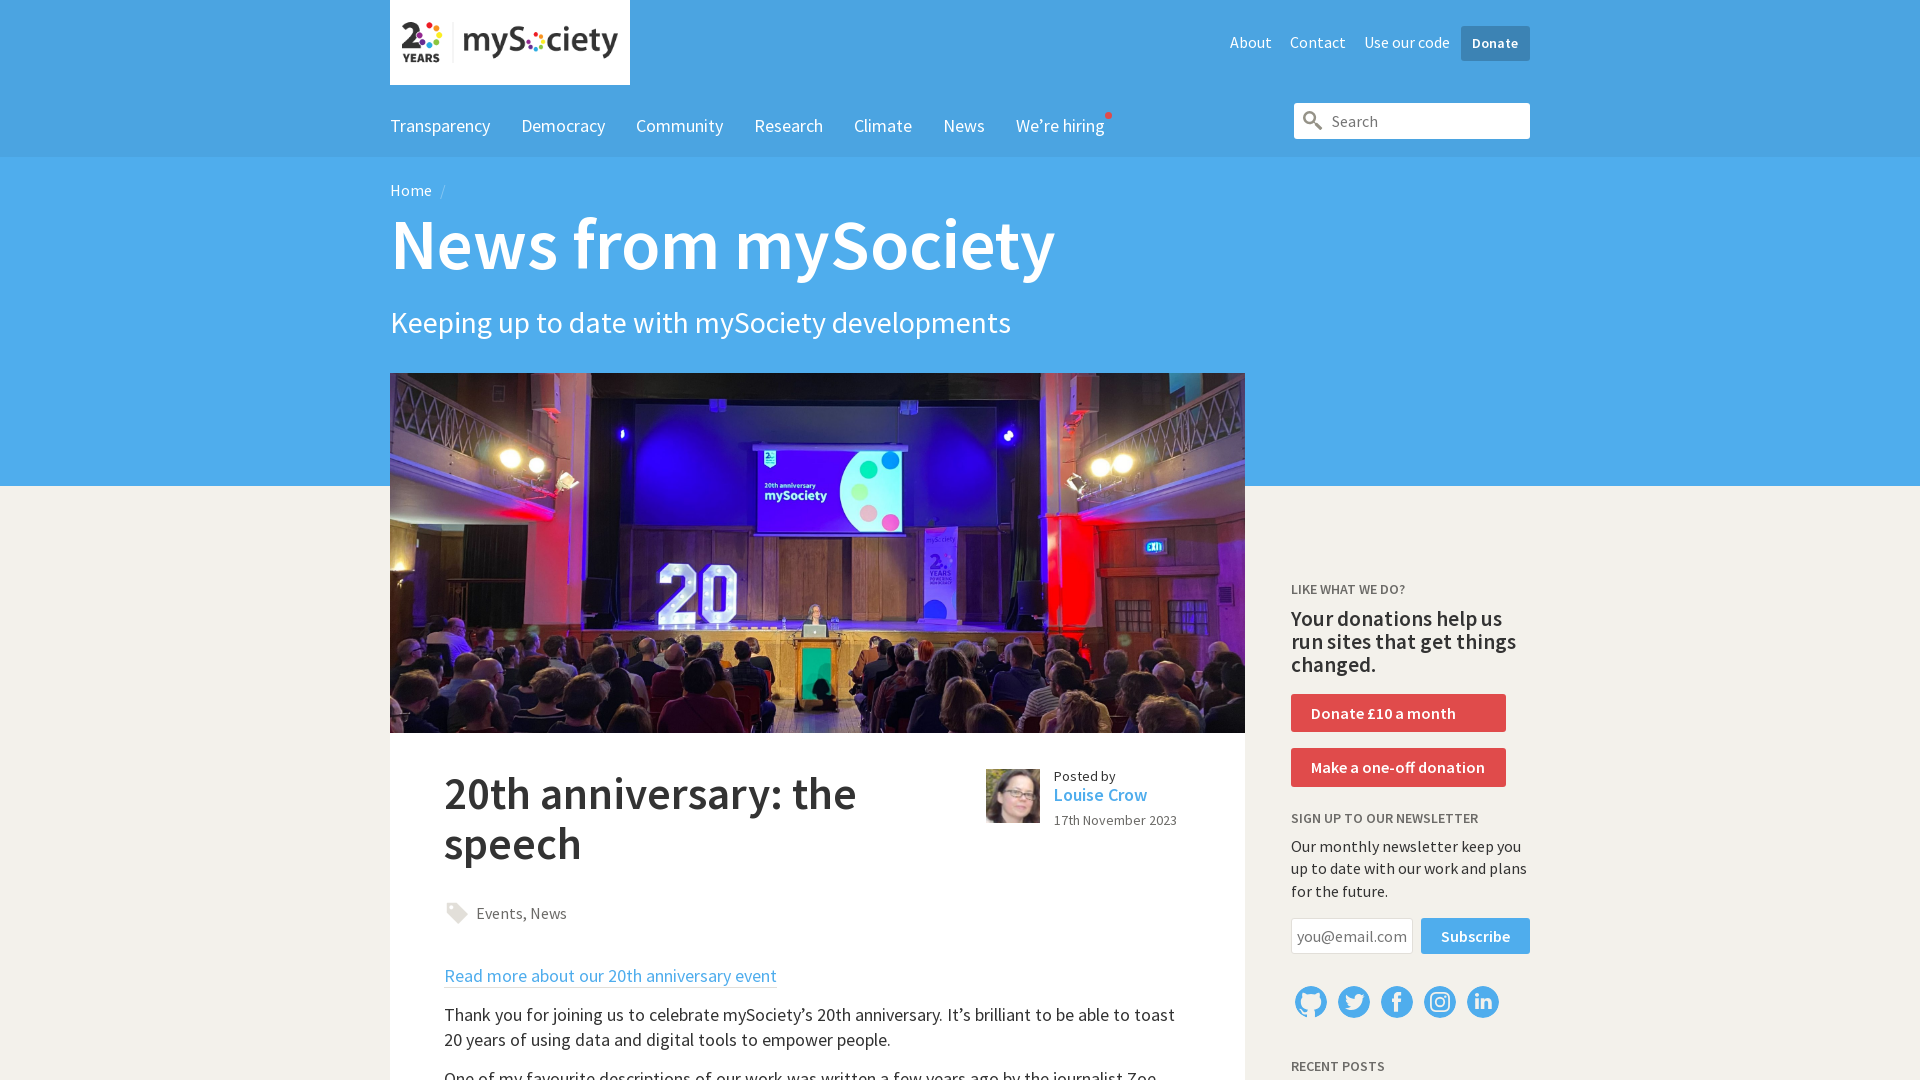 20 YEARS mySociety
About Contact Use our code Donate
Transparency Democracy Community Research Climate News We’re hiring
Search
Home /
News from mySociety
Keeping up to date with mySociety developments
20th anniversary
mySociety
20
20 YEARS
20th anniversary: the
speech
Posted by
Louise Crow
17th November 2023
Events, News
Read more about our 20th anniversary event
Thank you for joining us to celebrate mySociety’s 20th anniversary. It’s brilliant to be able to toast
20 years of using data and digital tools to empower people.
One of my favourite descriptions of our work was written a few years ago by the journalist Zoe
LIKE WHAT WE DO?
Your donations help us
run sites that get things
changed.
Donate £10 a month
Make a one-off donation
SIGN UP TO OUR NEWSLETTER
Our monthly newsletter keep you
up to date with our work and plans
for the future.
you@email.com Subscribe
RECENT POSTS